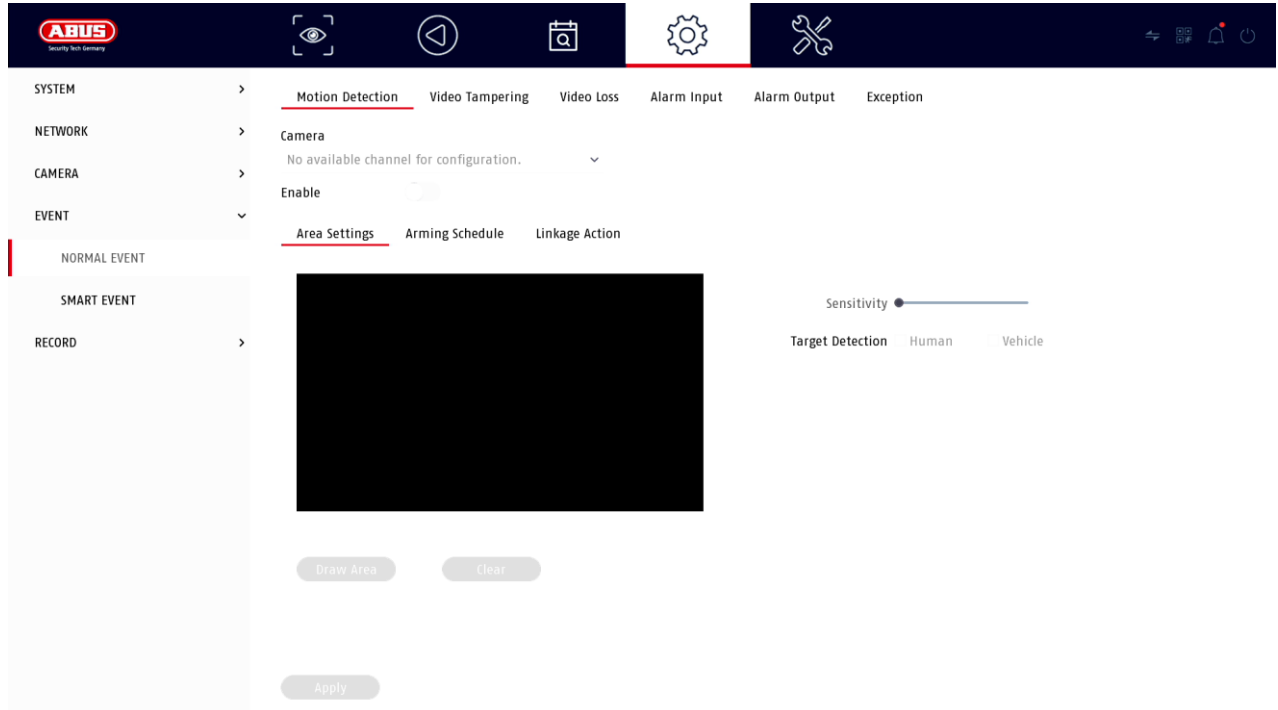 ABUS
Security Tech Germany
SYSTEM
NETWORK
CAMERA
EVENT
NORMAL EVENT
SMART EVENT
RECORD
Motion Detection Video Tampering Video Loss Alarm Input Alarm Output Exception
Camera
No available channel for configuration.
Enable
Area Settings Arming Schedule Linkage Action
Sensitivity
Target Detection Human Vehicle
Draw Area Clear
Apply